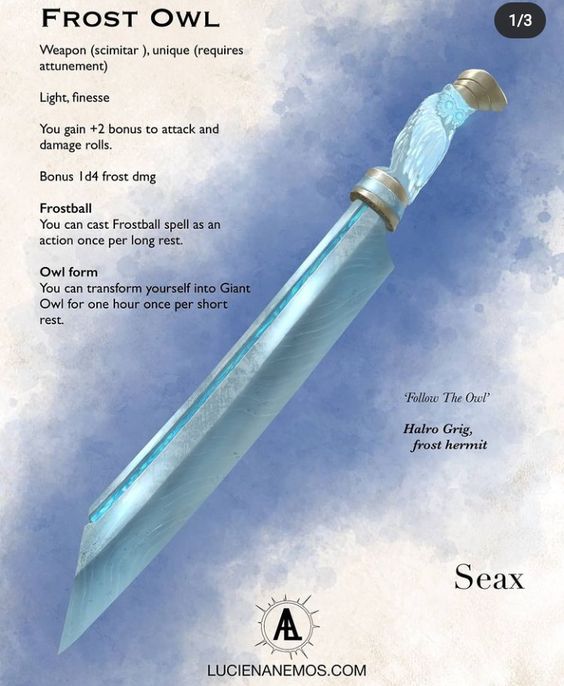 FROST OWL
1/3
Weapon (scimitar ), unique (requires
attunement)
Light, finesse
You gain +2 bonus to attack and
damage rolls.
Bonus 1d4 frost dmg
Frostball
You can cast Frostball spell as an
action once per long rest.
Owl form
You can transform yourself into Giant
Owl for one hour once per short
rest.
‘Follow The Owl’
Halro Grig,
frost hermit
Seax
AL
LUCIENANEMOS.COM